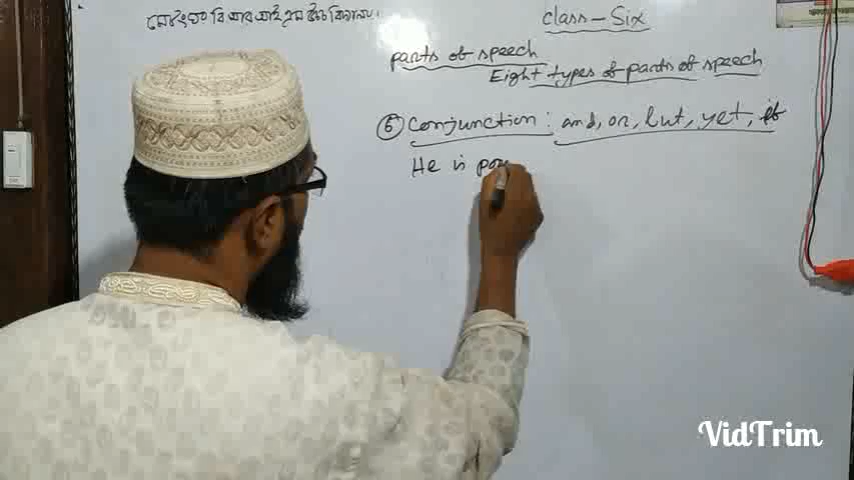 class - Six
parts of speech
Eight types of parts of speech
⑥ Conjunction : and, or, but, yet, if
He is poo
VidTrim